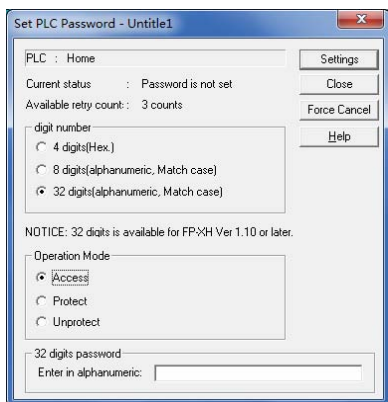 Set PLC Password - Untitle1
PLC : Home
Settings
Current status : Password is not set
Close
Available retry count : 3 counts
Force Cancel
digit number
Help
4 digits(Hex.)
8 digits(alphanumeric, Match case)
32 digits(alphanumeric, Match case)
NOTICE: 32 digits is available for FP-XH Ver 1.10 or later.
Operation Mode
Access
Protect
Unprotect
32 digits password
Enter in alphanumeric: